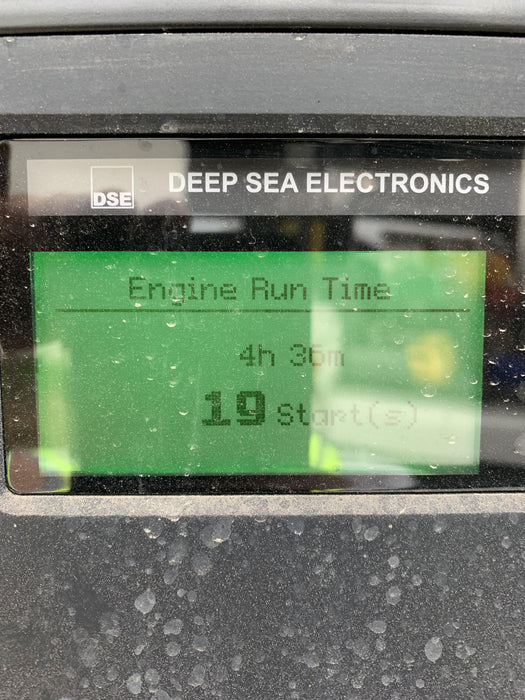 DSE DEEP SEA ELECTRONICS
Engine Run Time
4h 36m
19 Start(s)